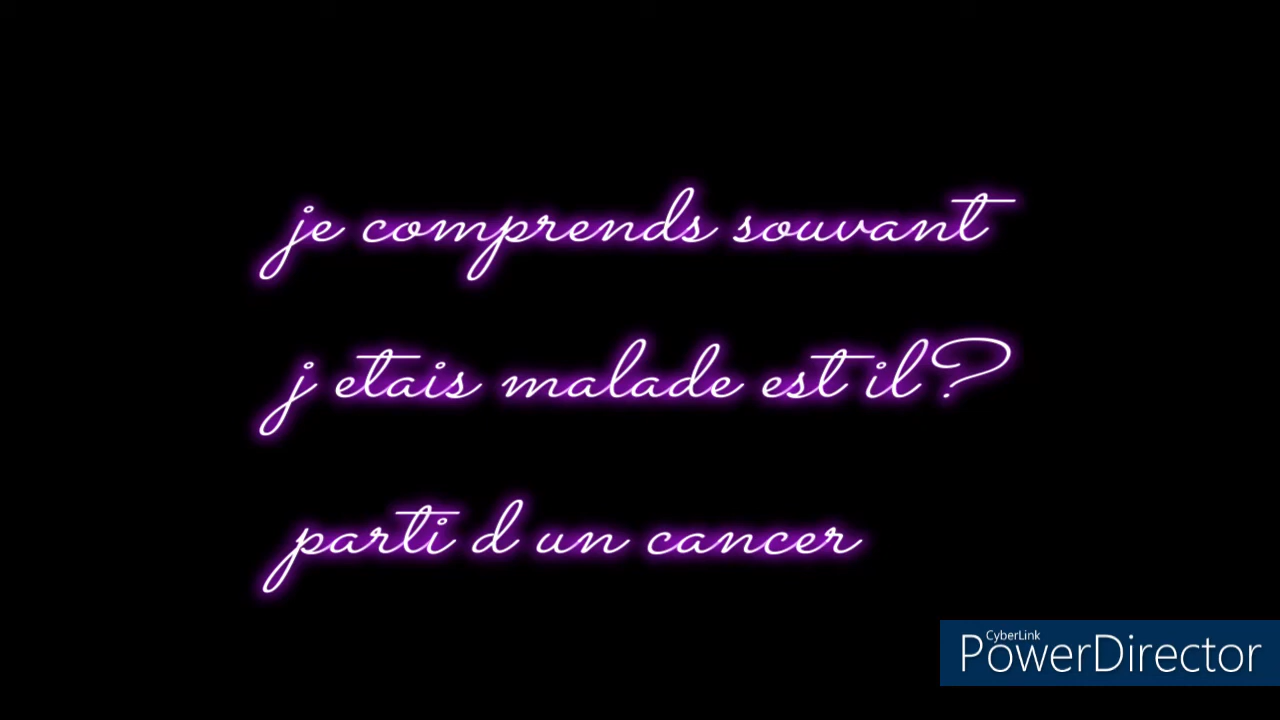 je comprends souvant
j etais malade est il?
parti d un cancer
CyberLink
PowerDirector